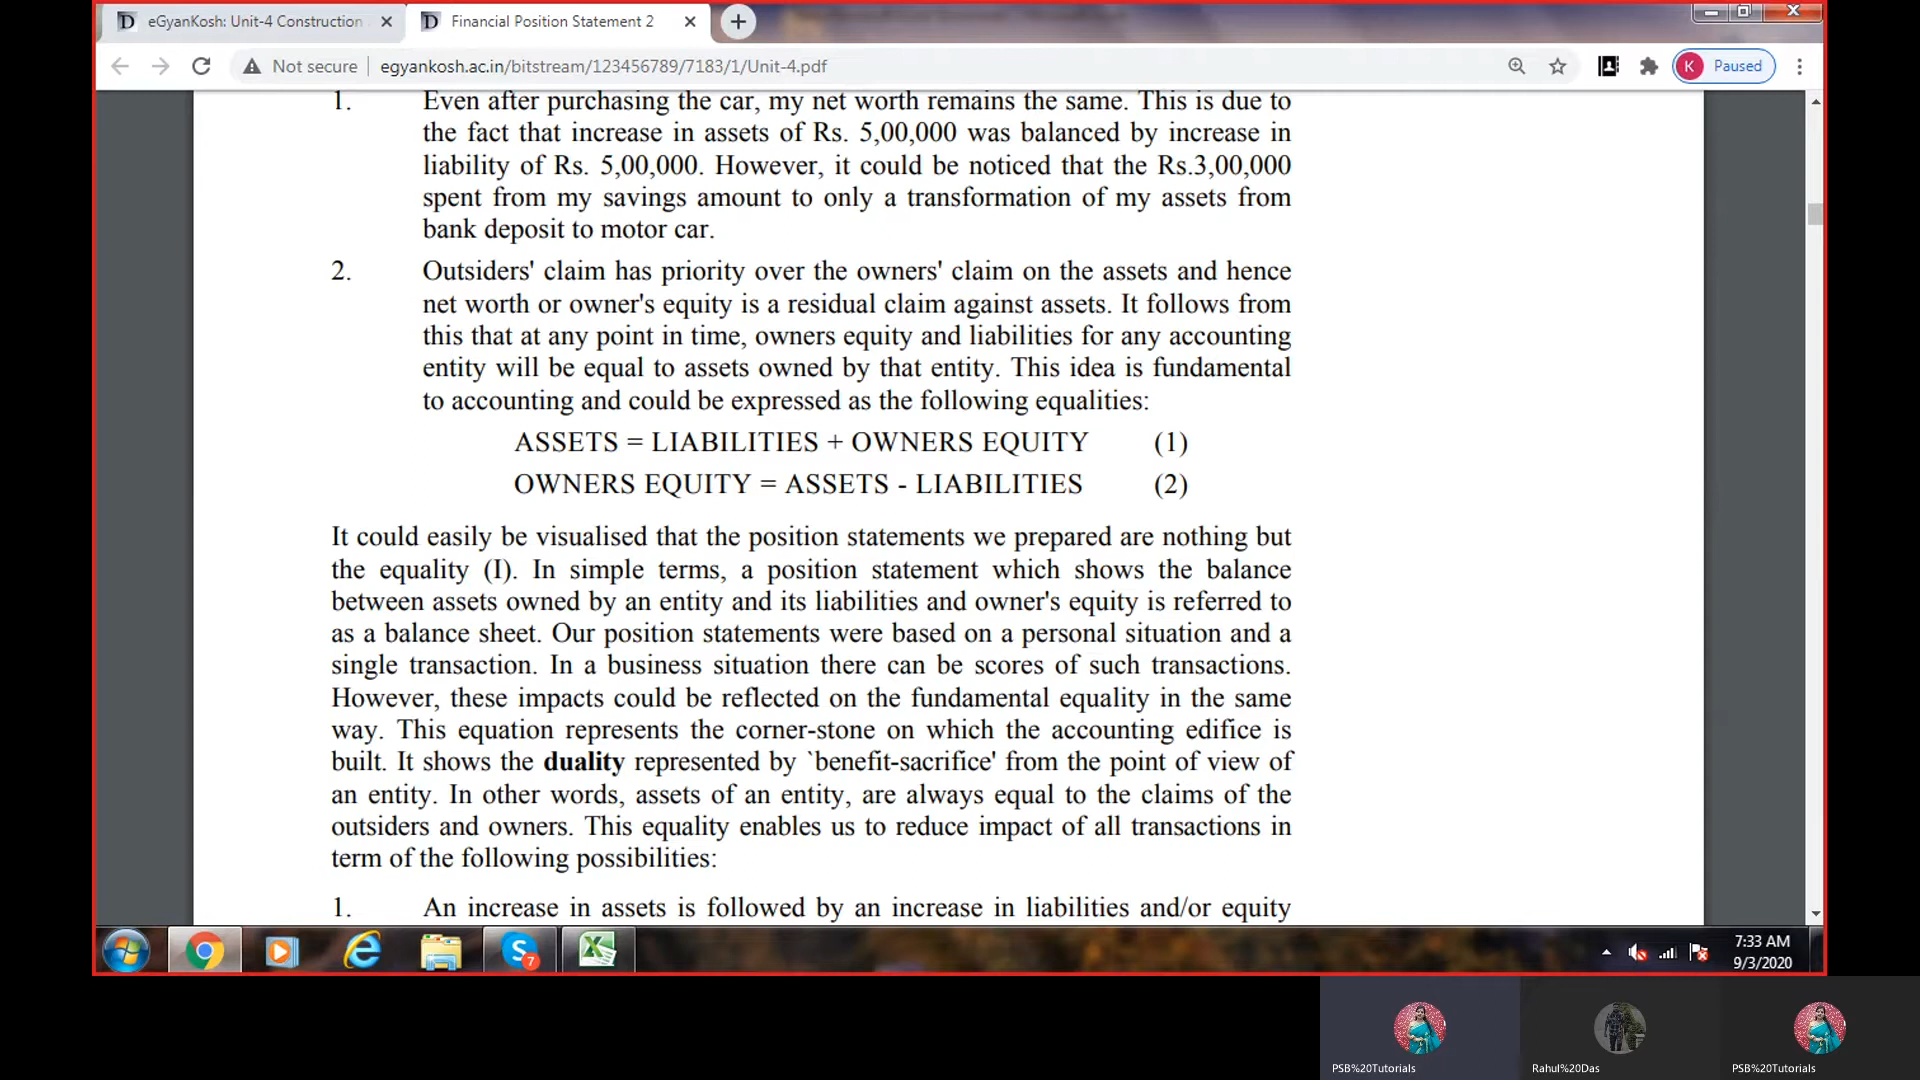 eGyanKosh: Unit-4 Construction
Financial Position Statement 2
Not secure
egyankosh.ac.in/bitstream/123456789/7183/1/Unit-4.pdf
K
Paused
1. Even after purchasing the car, my net worth remains the same. This is due to
the fact that increase in assets of Rs. 5,00,000 was balanced by increase in
liability of Rs. 5,00,000. However, it could be noticed that the Rs.3,00,000
spent from my savings amount to only a transformation of my assets from
bank deposit to motor car.
2. Outsiders' claim has priority over the owners' claim on the assets and hence
net worth or owner's equity is a residual claim against assets. It follows from
this that at any point in time, owners equity and liabilities for any accounting
entity will be equal to assets owned by that entity. This idea is fundamental
to accounting and could be expressed as the following equalities:
ASSETS = LIABILITIES + OWNERS EQUITY (1)
OWNERS EQUITY = ASSETS - LIABILITIES (2)
It could easily be visualised that the position statements we prepared are nothing but
the equality (I). In simple terms, a position statement which shows the balance
between assets owned by an entity and its liabilities and owner's equity is referred to
as a balance sheet. Our position statements were based on a personal situation and a
single transaction. In a business situation there can be scores of such transactions.
However, these impacts could be reflected on the fundamental equality in the same
way. This equation represents the corner-stone on which the accounting edifice is
built. It shows the duality represented by `benefit-sacrifice' from the point of view of
an entity. In other words, assets of an entity, are always equal to the claims of the
outsiders and owners. This equality enables us to reduce impact of all transactions in
term of the following possibilities:
1. An increase in assets is followed by an increase in liabilities and/or equity
7
7:33 AM
9/3/2020
PSB%20Tutorials
Rahul%20Das
PSB%20Tutorials